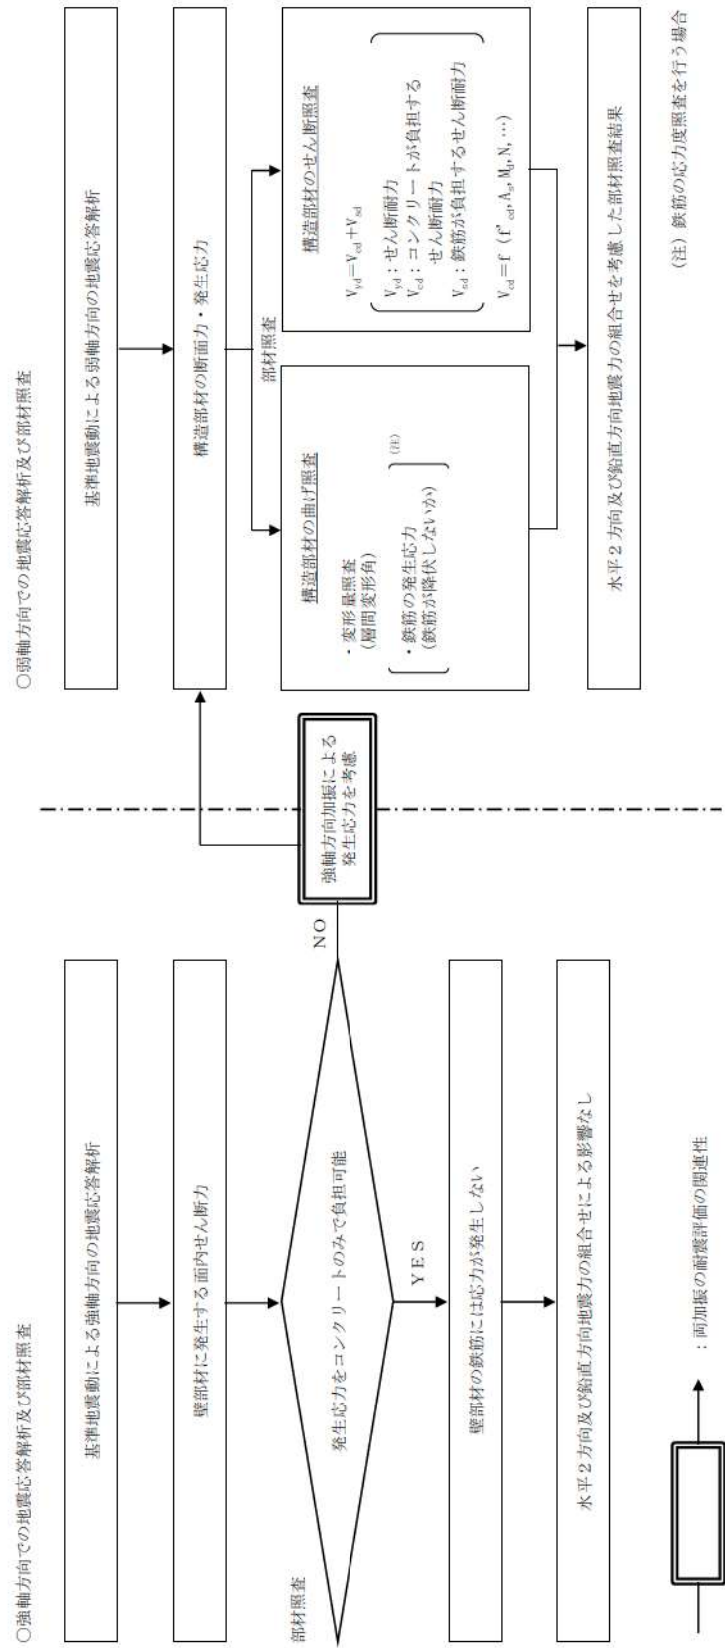 ○強軸方向での地震応答解析及び部材照査
基準地震動による強軸方向の地震応答解析
壁部材に発生する面内せん断力
部材照査
発生応力をコンクリートのみで負担可能
NO
YES
壁部材の鉄筋には応力が発生しない
水平2方向及び鉛直方向地震力の組合せによる影響なし
：両加振の耐震評価の関連性
強軸方向加振による
発生応力を考慮
○弱軸方向での地震応答解析及び部材照査
基準地震動による弱軸方向の地震応答解析
構造部材の断面力・発生応力
部材照査
構造部材の曲げ照査
・変形量照査
(層間変形角)
・鉄筋の発生応力
(鉄筋が降伏しないか)
(注)
構造部材のせん断照査
Vyd=Vcd+Vsd
Vyd：せん断耐力
Vcd：コンクリートが負担する
せん断耐力
Vsd：鉄筋が負担するせん断耐力
Vcd=f (f'cd,As,Md,N,…)
水平2方向及び鉛直方向地震力の組合せを考慮した部材照査結果
(注) 鉄筋の応力度照査を行う場合